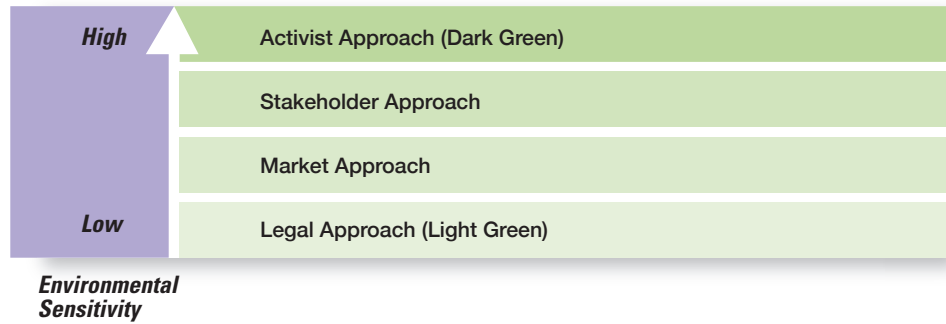 High
Activist Approach (Dark Green)
Stakeholder Approach
Market Approach
Low
Legal Approach (Light Green)
Environmental
Sensitivity